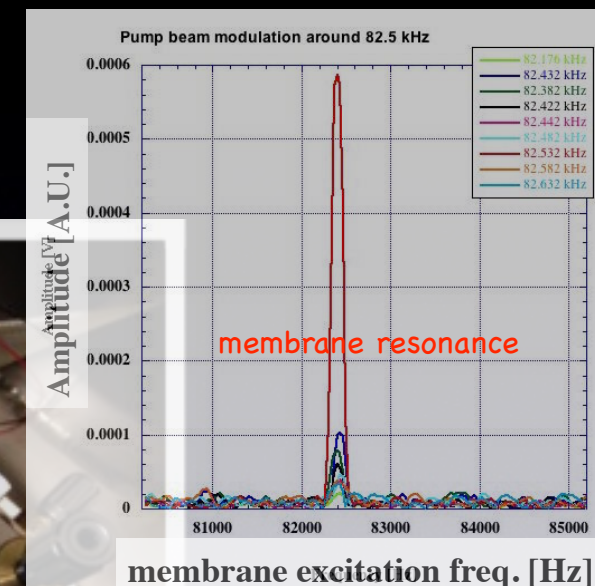 Pump beam modulation around 82.5 kHz
82.176 kHz
82.432 kHz
82.382 kHz
82.422 kHz
82.442 kHz
82.482 kHz
82.532 kHz
82.582 kHz
82.632 kHz
Amplitude [V]
Amplitude [A.U.]
0.0006
0.0005
0.0004
0.0003
0.0002
0.0001
0
membrane resonance
81000 82000 83000 84000 85000
membrane excitation freq. [Hz]